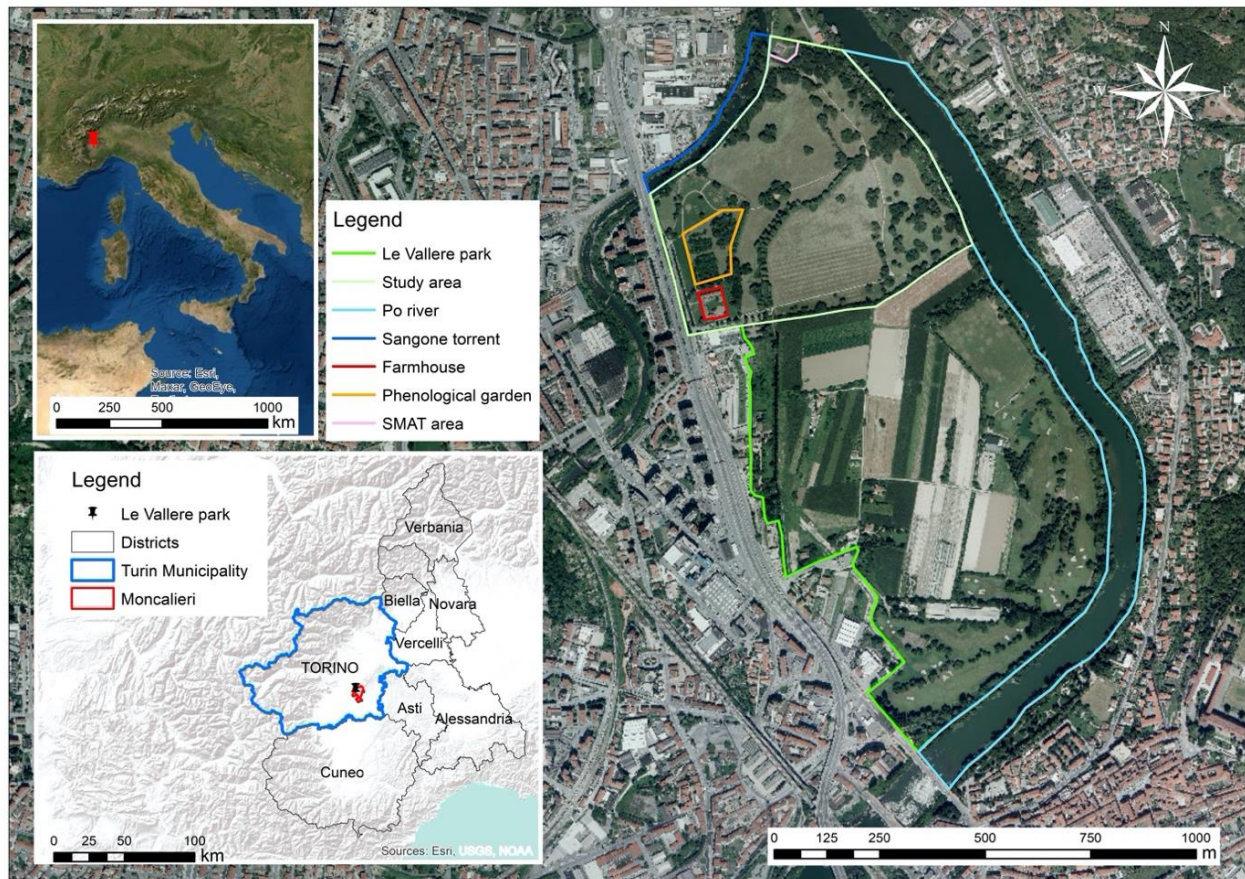 Source: Esri,
Maxar, GeoEye,
0 250 500 1000
km
Legend
Le Vallere park
Study area
Po river
Sangone torrent
Farmhouse
Phenological garden
SMAT area
N
W E
S
Legend
Le Vallere park
Districts
Turin Municipality
Moncalieri
Verbania
Biella
Novara
Vercelli
TORINO
Asti
Alessandria
Cuneo
0 25 50 100
km
Sources: Esri, USGS, NOAA
0 125 250 500 750 1000
m